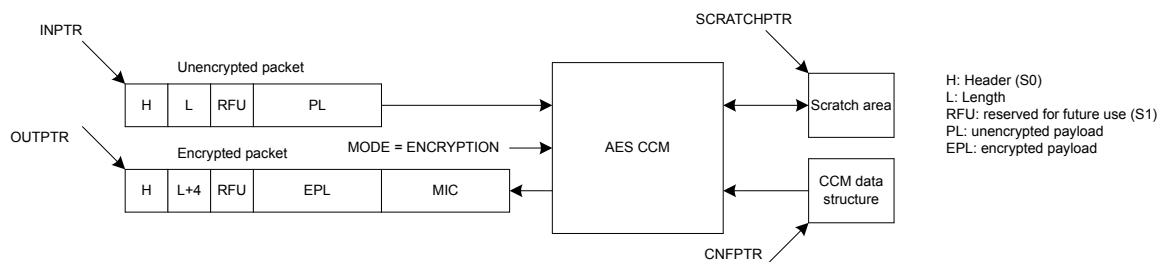 SCRATCHPTR
INPTR
Unencrypted packet
H L RFU PL
Scratch area
H: Header (S0)
L: Length
RFU: reserved for future use (S1)
PL: unencrypted payload
EPL: encrypted payload
OUTPTR
Encrypted packet
MODE = ENCRYPTION
AES CCM
H L+4 RFU EPL MIC
CCM data
structure
CNFPTR